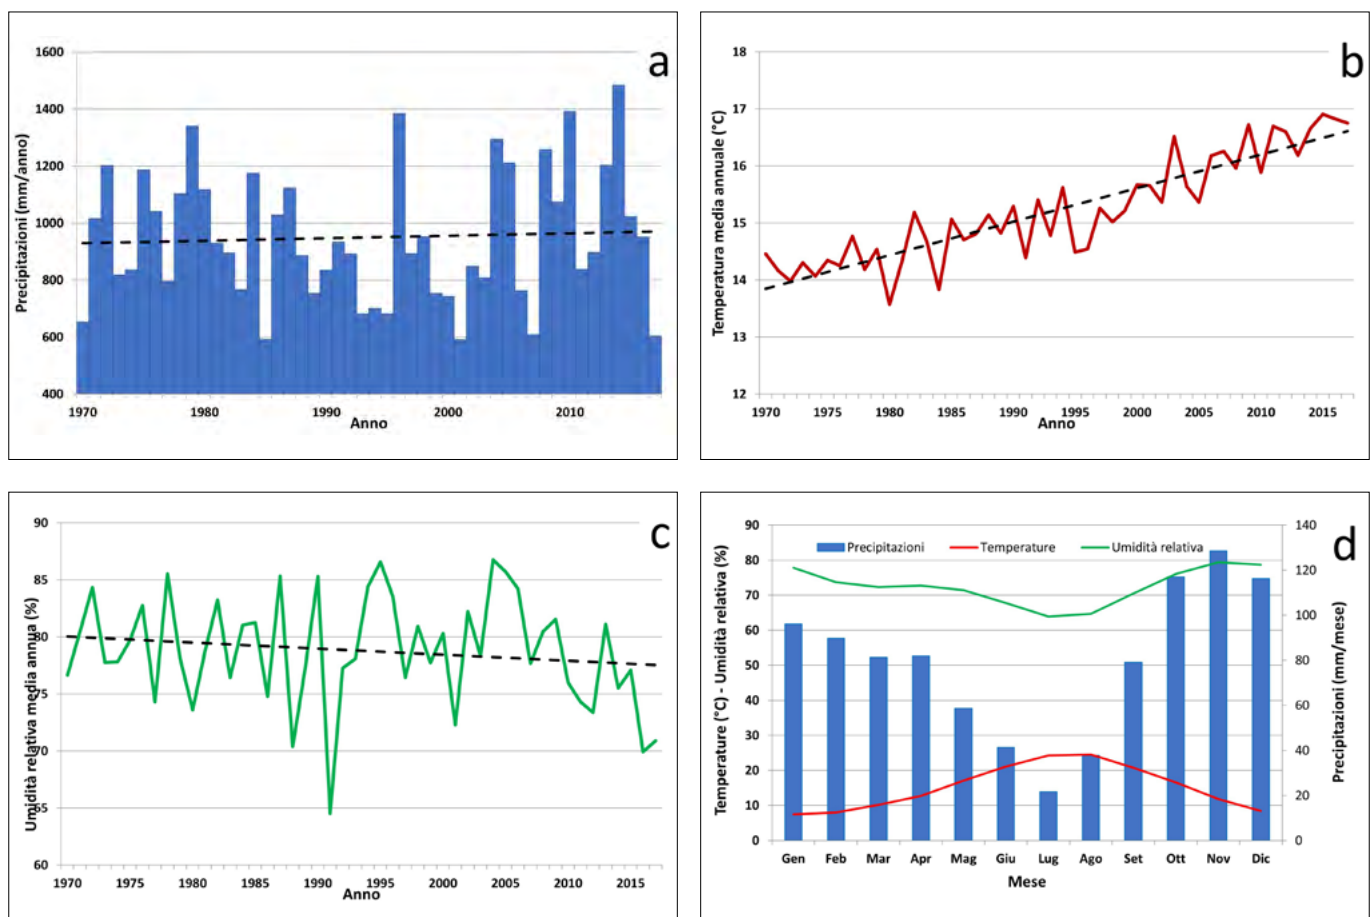 a
Precipitazioni (mm/anno)
1600
1400
1200
1000
800
600
400
1970 1980 1990 2000 2010
Anno
b
Temperatura media annuale (°C)
18
17
16
15
14
13
12
1970 1975 1980 1985 1990 1995 2000 2005 2010 2015
Anno
c
Umidità relativa media annua (%)
90
85
80
75
70
65
60
1970 1975 1980 1985 1990 1995 2000 2005 2010 2015
Anno
d
Precipitazioni Temperature Umidità relativa
Temperature (°C) - Umidità relativa (%)
90
80
70
60
50
40
30
20
10
0
140
120
100
80
60
40
20
0
Precipitazioni (mm/mese)
Gen Feb Mar Apr Mag Giu Lug Ago Set Ott Nov Dic
Mese